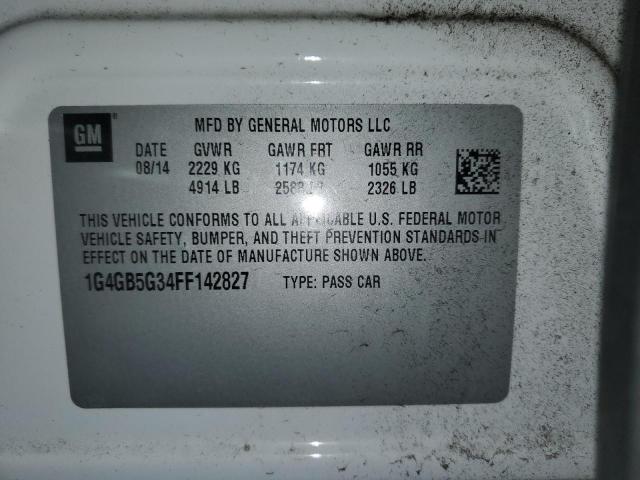 GM ®
MFD BY GENERAL MOTORS LLC
DATE GVWR GAWR FRT GAWR RR
08/14 2229 KG 1174 KG 1055 KG
4914 LB 2326 LB
THIS VEHICLE CONFORMS TO ALL APPLICABLE U.S. FEDERAL MOTOR
VEHICLE SAFETY, BUMPER, AND THEFT PREVENTION STANDARDS IN
EFFECT ON THE DATE OF MANUFACTURE SHOWN ABOVE.
1G4GB5G34FF142827 TYPE: PASS CAR